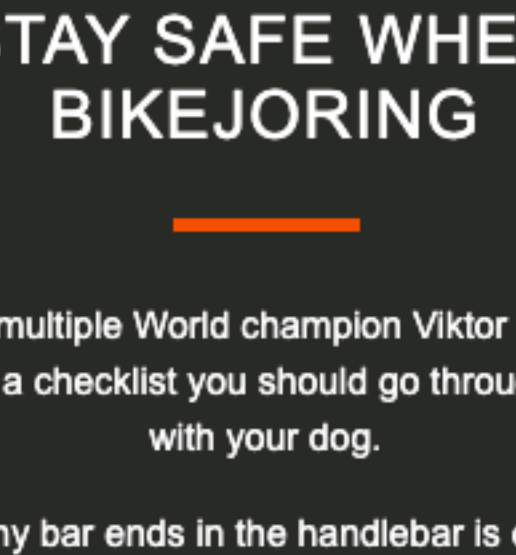 STAY SAFE WHE
BIKEJORING
multiple World champion Viktor
a checklist you should go throu
with your dog.
ny bar ends in the handlebar is